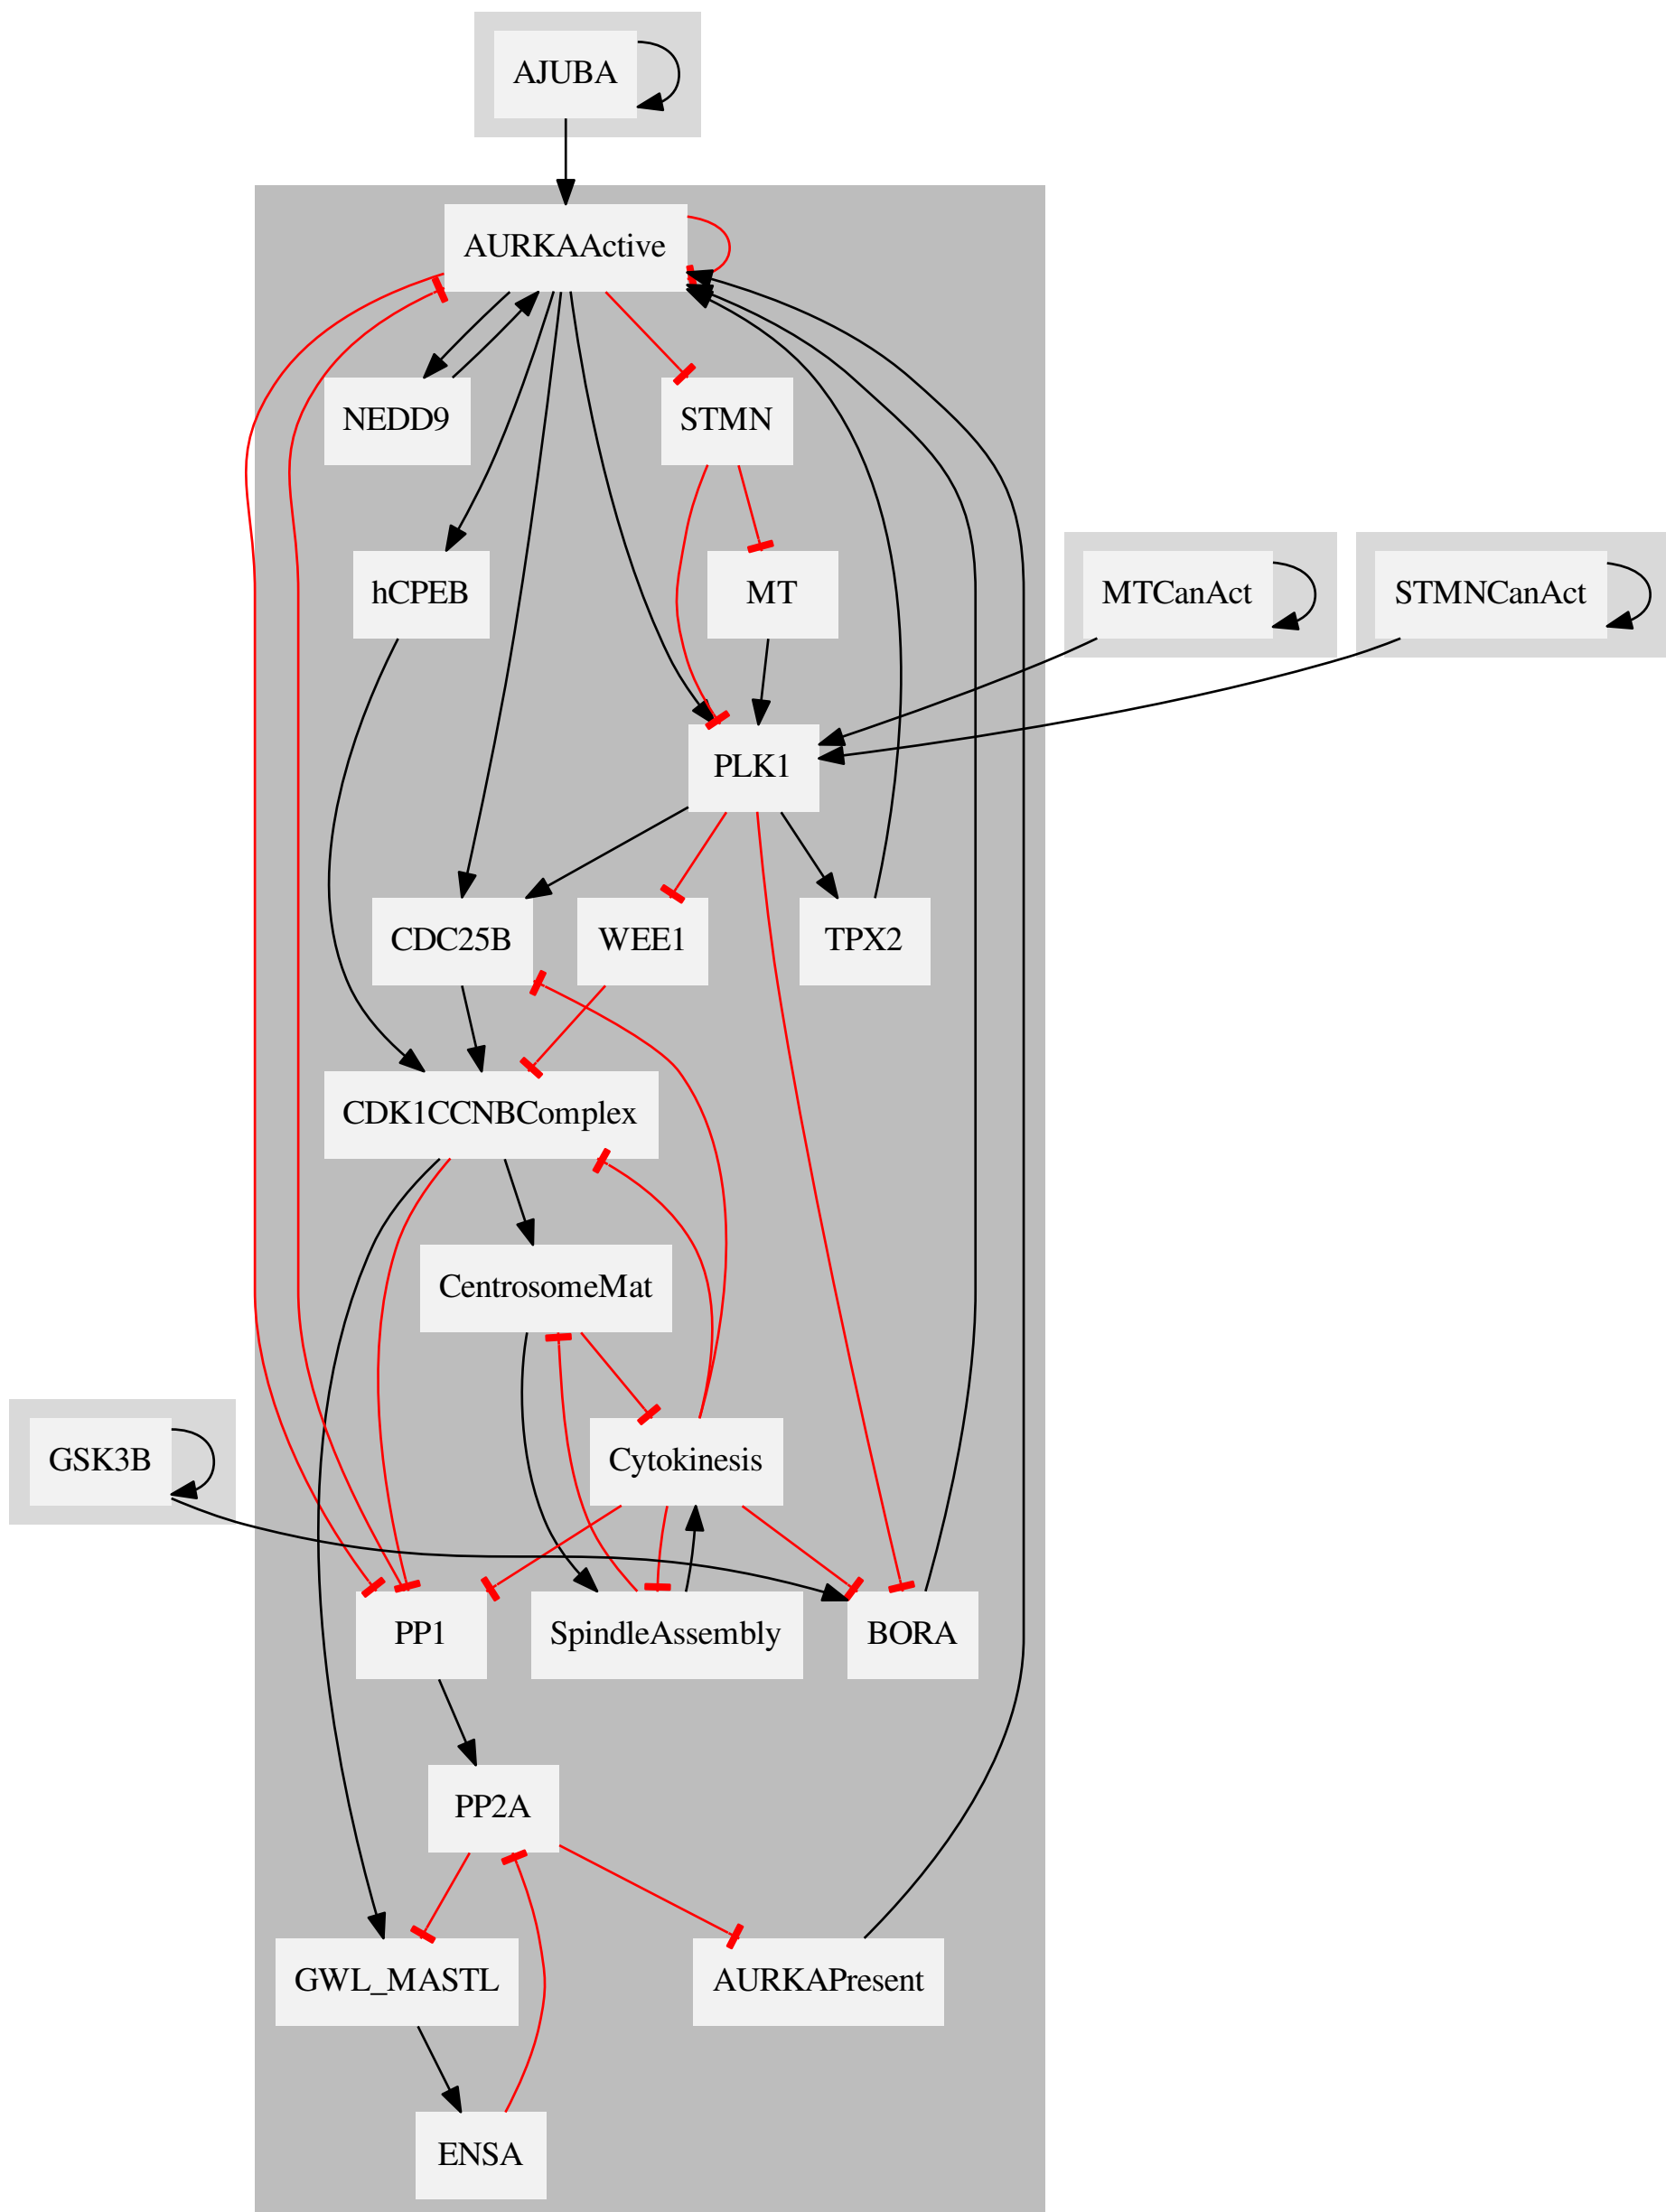 AJUBA
AURKAActive
NEDD9
STMN
hCPEB
MT
MTCanAct
STMNCanAct
PLK1
CDC25B
WEE1
TPX2
CDK1CCNBComplex
CentrosomeMat
GSK3B
Cytokinesis
PP1
SpindleAssembly
BORA
PP2A
GWL_MASTL
AURKAPresent
ENSA